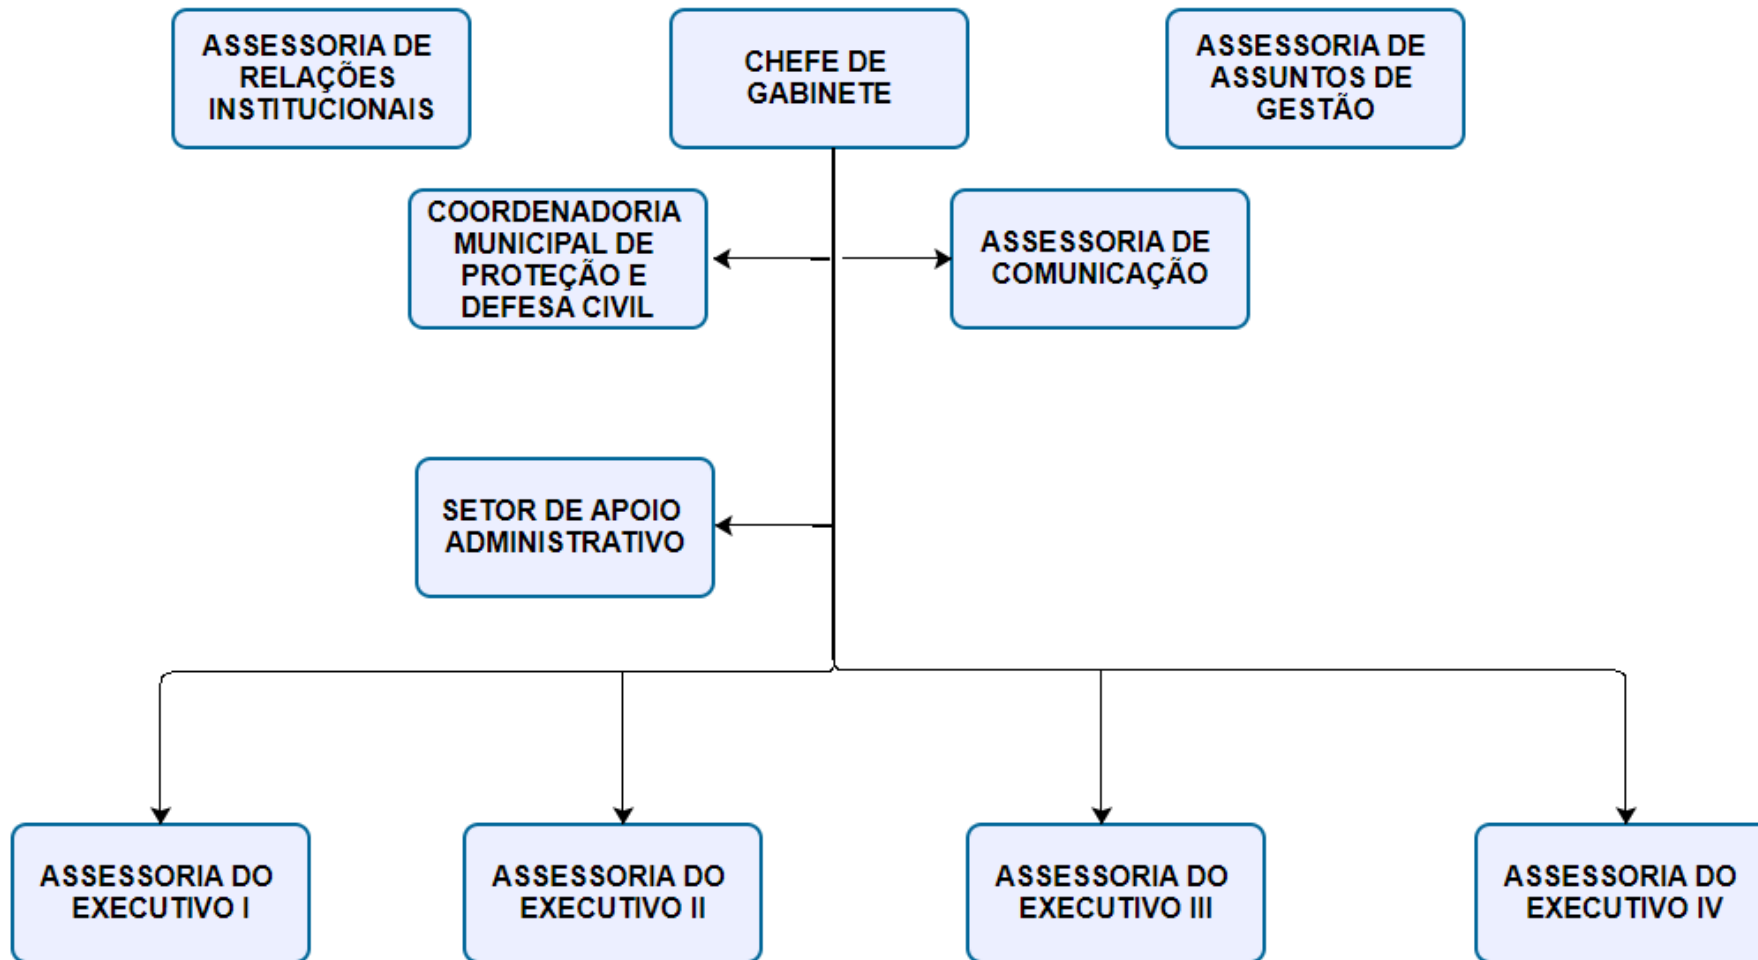 ASSESSORIA DE
RELAÇÕES
INSTITUCIONAIS
CHEFE DE
GABINETE
ASSESSORIA DE
ASSUNTOS DE
GESTÃO
COORDENADORIA
MUNICIPAL DE
PROTEÇÃO E
DEFESA CIVIL
ASSESSORIA DE
COMUNICAÇÃO
SETOR DE APOIO
ADMINISTRATIVO
ASSESSORIA DO
EXECUTIVO I
ASSESSORIA DO
EXECUTIVO II
ASSESSORIA DO
EXECUTIVO III
ASSESSORIA DO
EXECUTIVO IV